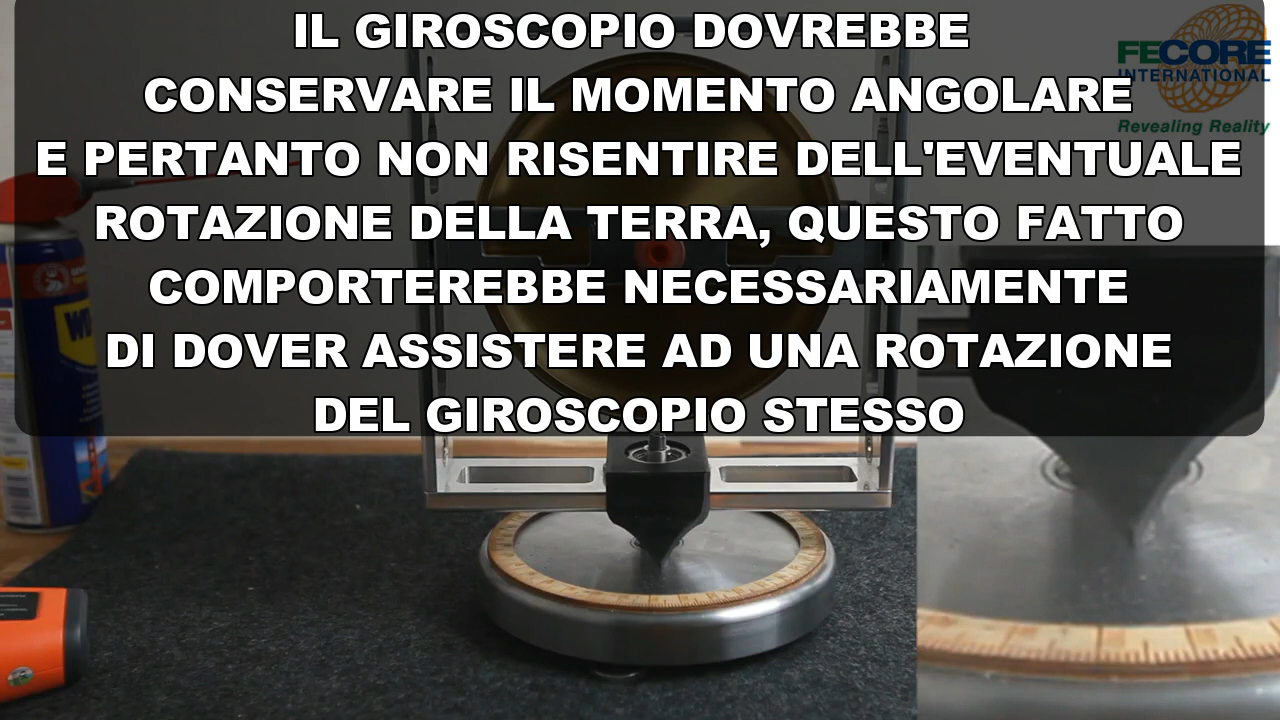 IL GIROSCOPIO DOVREBBE
CONSERVARE IL MOMENTO ANGOLARE
E PERTANTO NON RISENTIRE DELL'EVENTUALE
ROTAZIONE DELLA TERRA, QUESTO FATTO
COMPORTEREBBE NECESSARIAMENTE
DI DOVER ASSISTERE AD UNA ROTAZIONE
DEL GIROSCOPIO STESSO
FECORE
INTERNATIONAL
Revealing Reality